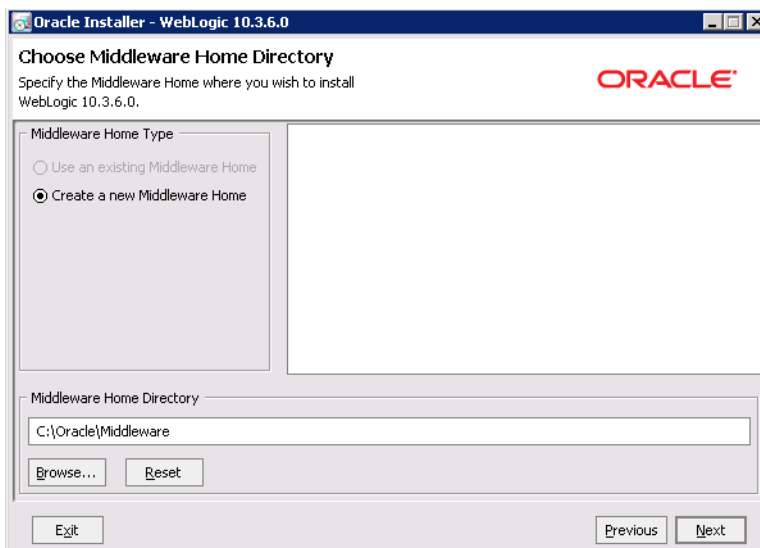 Oracle Installer - WebLogic 10.3.6.0
Choose Middleware Home Directory
Specify the Middleware Home where you wish to install
WebLogic 10.3.6.0.
ORACLE
Middleware Home Type
Use an existing Middleware Home
Create a new Middleware Home
Middleware Home Directory
C:\Oracle\Middleware
Browse...
Reset
Exit
Previous
Next